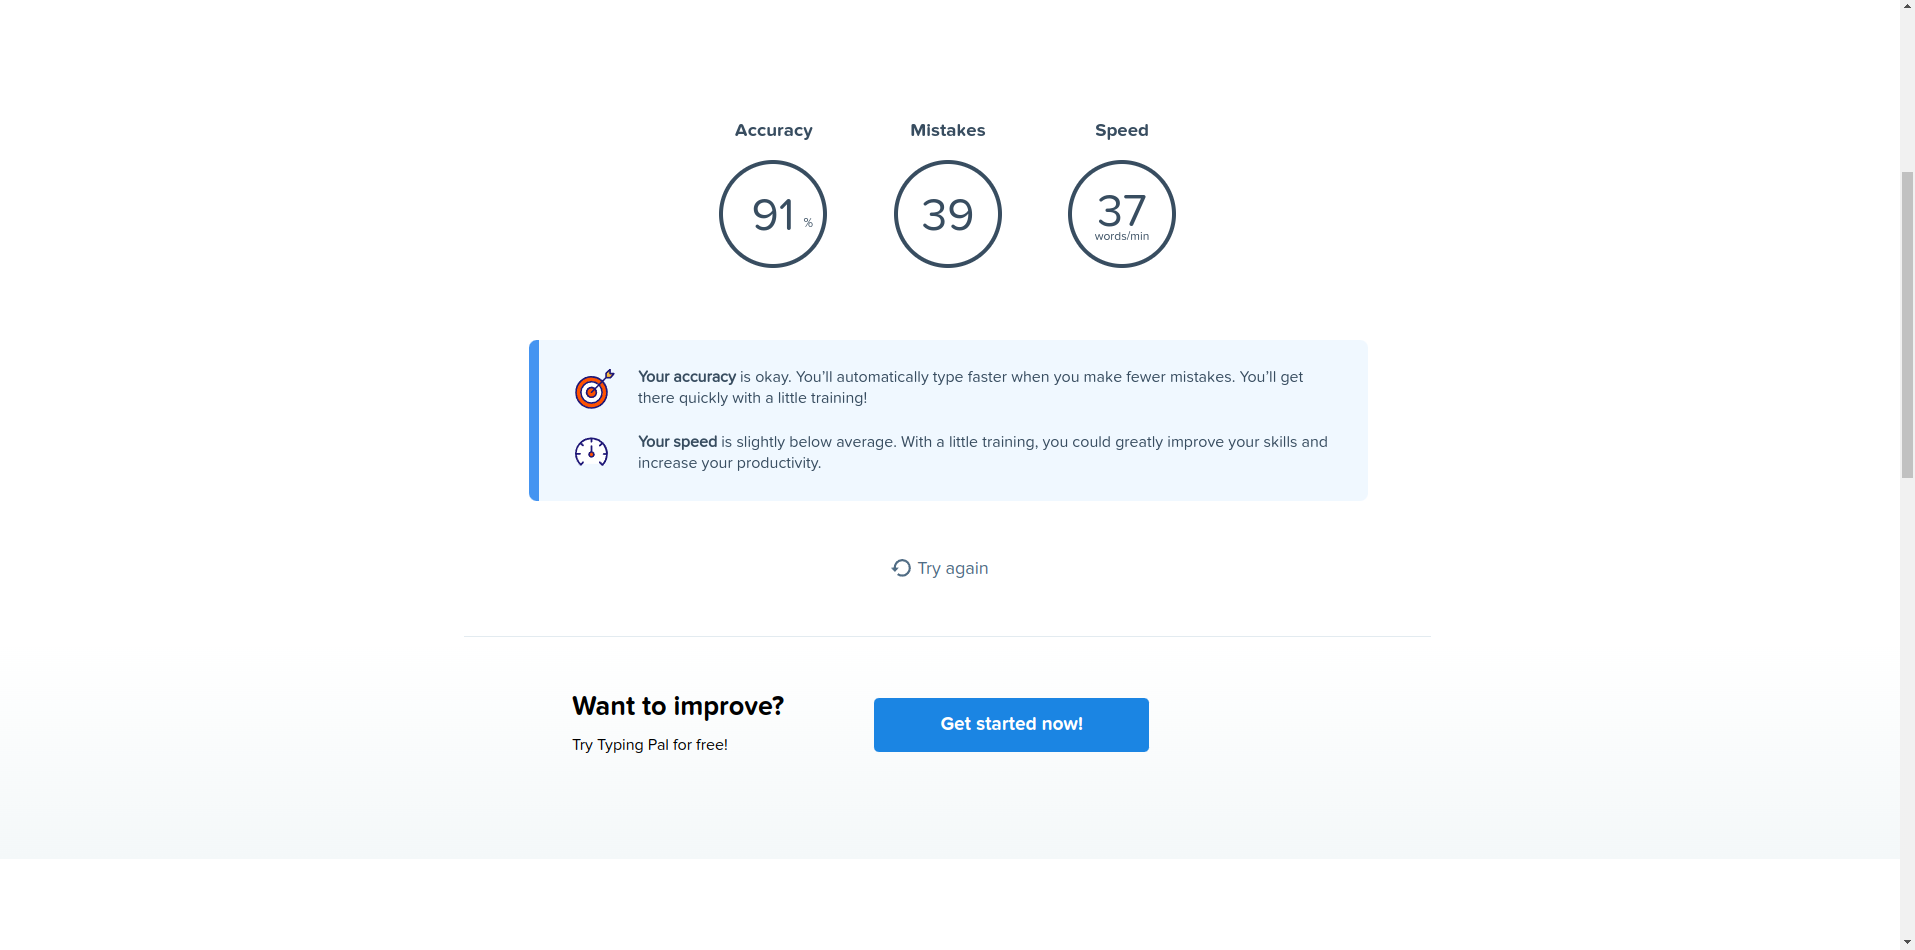 Accuracy
Mistakes
Speed
91 %
39
37
words/min
Your accuracy is okay. You’ll automatically type faster when you make fewer mistakes. You’ll get
there quickly with a little training!
Your speed is slightly below average. With a little training, you could greatly improve your skills and
increase your productivity.
Try again
Want to improve?
Try Typing Pal for free!
Get started now!